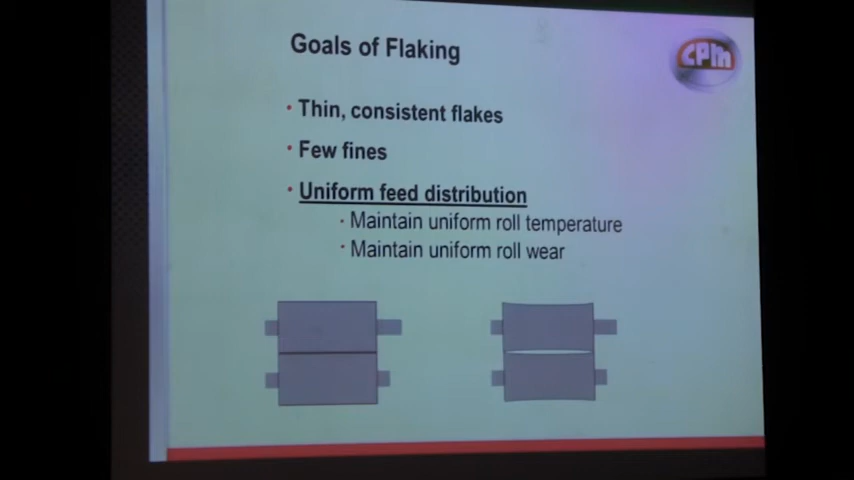 Goals of Flaking
CPM
• Thin, consistent flakes
• Few fines
• Uniform feed distribution
• Maintain uniform roll temperature
• Maintain uniform roll wear